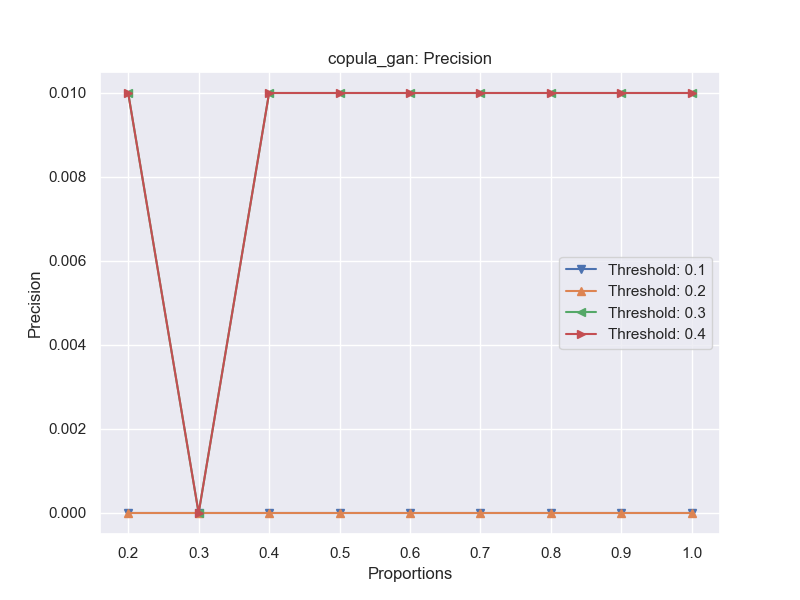 copula_gan: Precision
0.010
0.008
0.006
0.004
0.002
0.000
Precision
Threshold: 0.1
Threshold: 0.2
Threshold: 0.3
Threshold: 0.4
0.2 0.3 0.4 0.5 0.6 0.7 0.8 0.9 1.0
Proportions